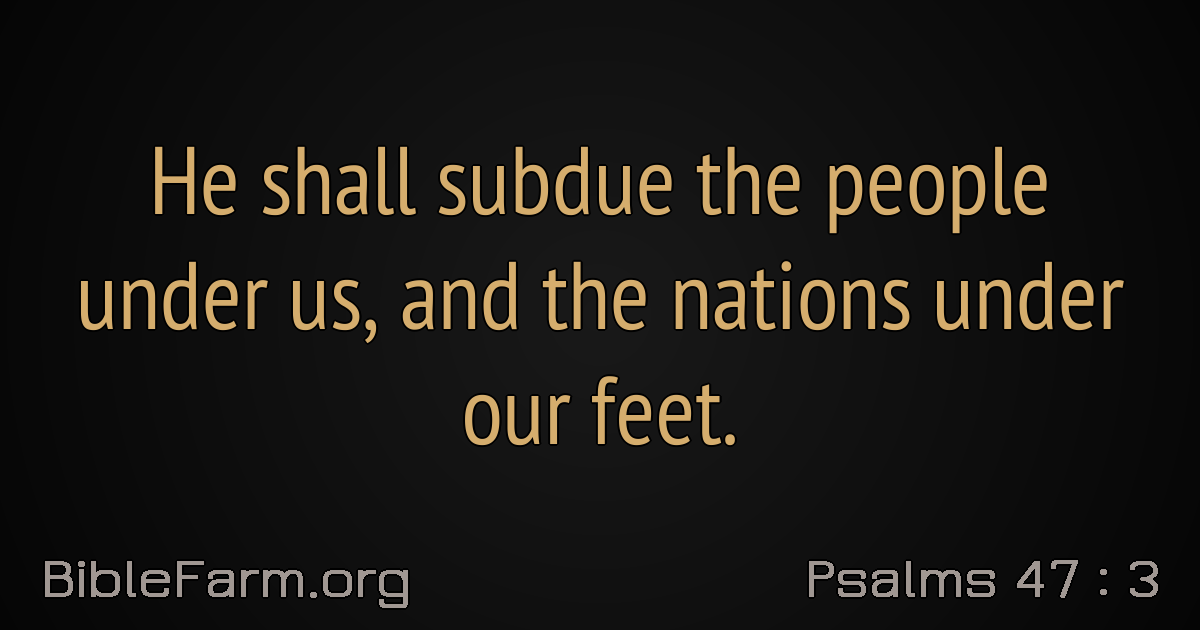 He shall subdue the people
under us, and the nations under
our feet.
BibleFarm.org
Psalms 47 : 3